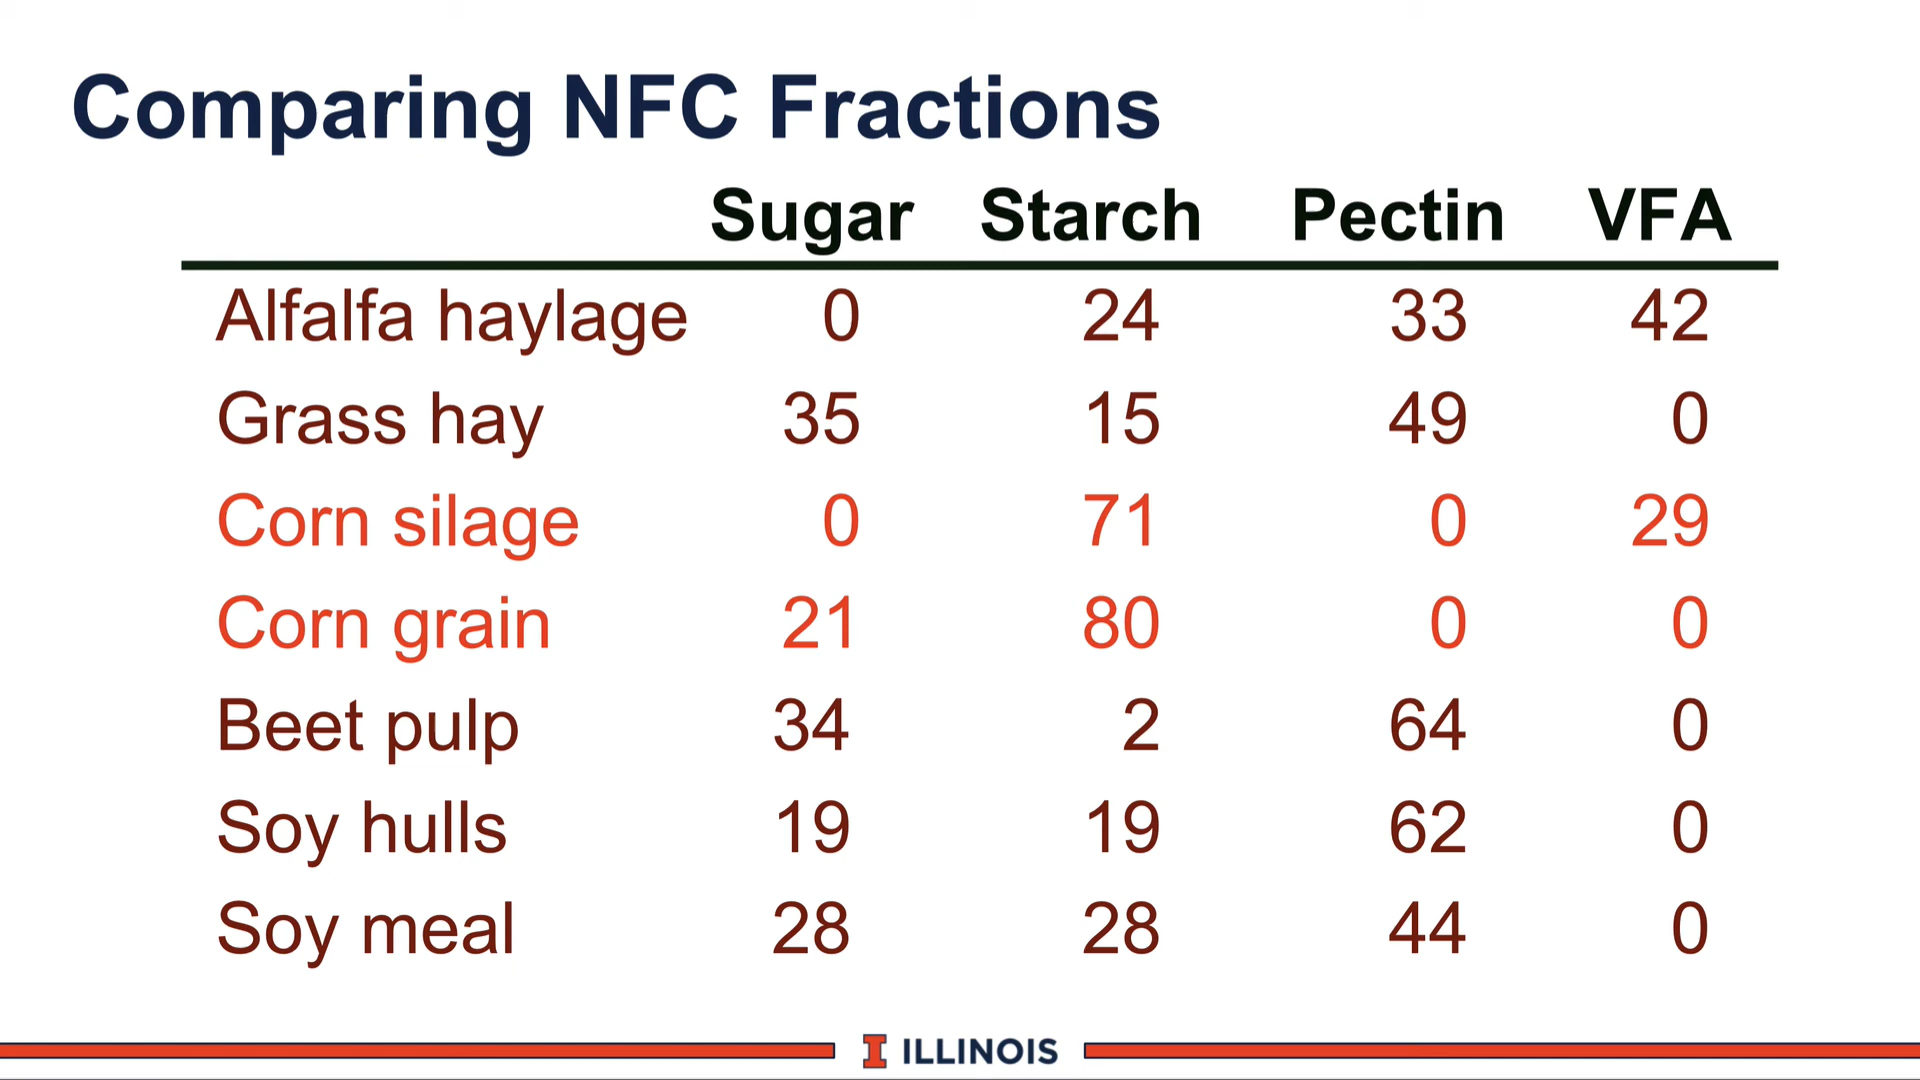 Comparing NFC Fractions
Sugar Starch Pectin VFA
Alfalfa haylage 0 24 33 42
Grass hay 35 15 49 0
Corn silage 0 71 0 29
Corn grain 21 80 0 0
Beet pulp 34 2 64 0
Soy hulls 19 19 62 0
Soy meal 28 28 44 0
I ILLINOIS